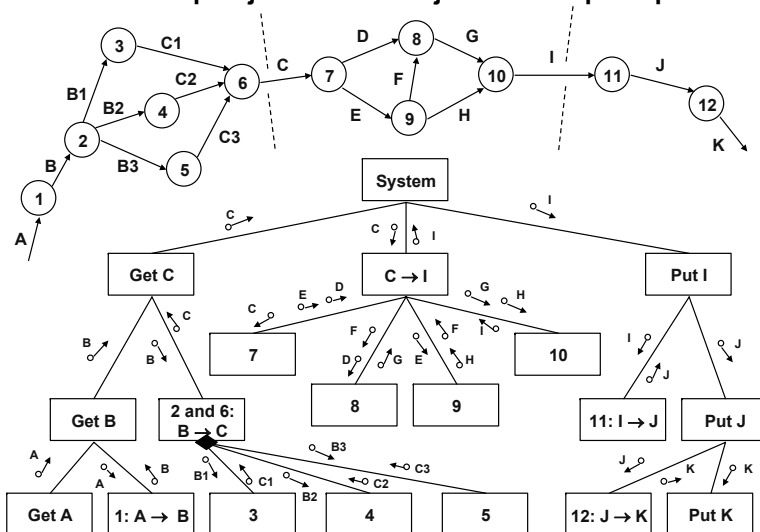 3
C1
6
C
7
D
8
G
10
I
11
J
12
K
B1
C2
F
B2
4
E
9
H
2
B3
5
C3
B
1
A
System
C
C
I
I
Get C
C → I
Put I
B
B
C
C
E
D
G
H
7
F
D
G
E
F
H
I
10
I
J
J
8
9
Get B
2 and 6:
B → C
11: I → J
Put J
A
A
B
B1
C1
B2
B3
C2
C3
J
K
K
Get A
1: A → B
3
4
5
12: J → K
Put K